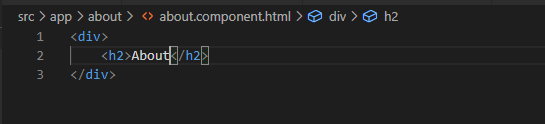 src > app > about > about.component.html > div > h2
1 <div>
2 <h2>About</h2>
3 </div>